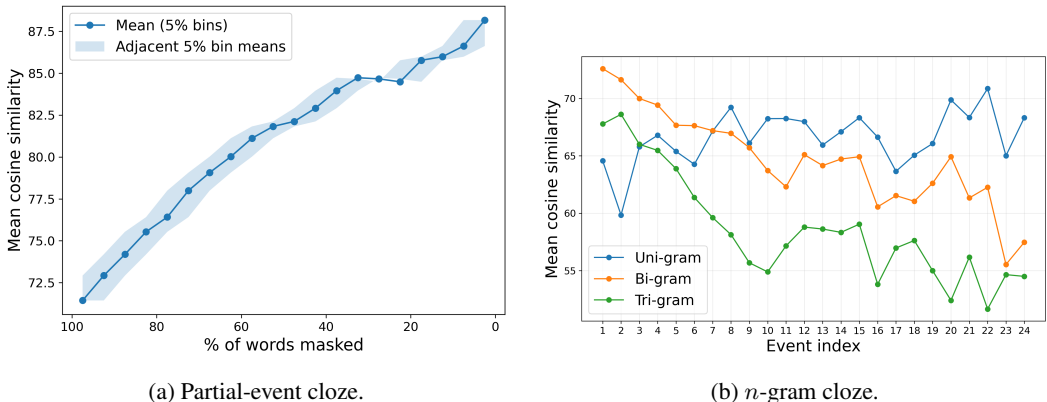 87.5
85.0
82.5
80.0
77.5
75.0
72.5
Mean cosine similarity
Mean (5% bins)
Adjacent 5% bin means
100 80 60 40 20 0
% of words masked
(a) Partial-event cloze.
70
65
60
55
Mean cosine similarity
Uni-gram
Bi-gram
Tri-gram
1 2 3 4 5 6 7 8 9 10 11 12 13 14 15 16 17 18 19 20 21 22 23 24
Event index
(b) n-gram cloze.